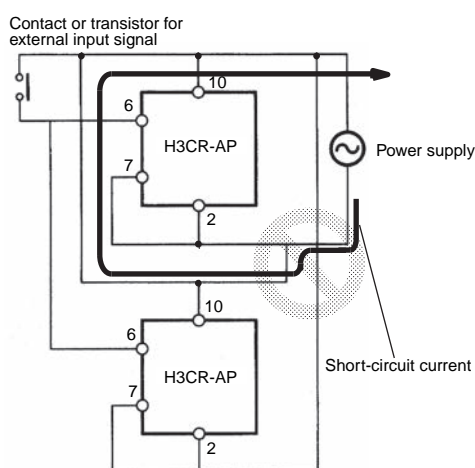 Contact or transistor for
external input signal
10
6
H3CR-AP
Power supply
7
2
10
6
H3CR-AP
Short-circuit current
7
2